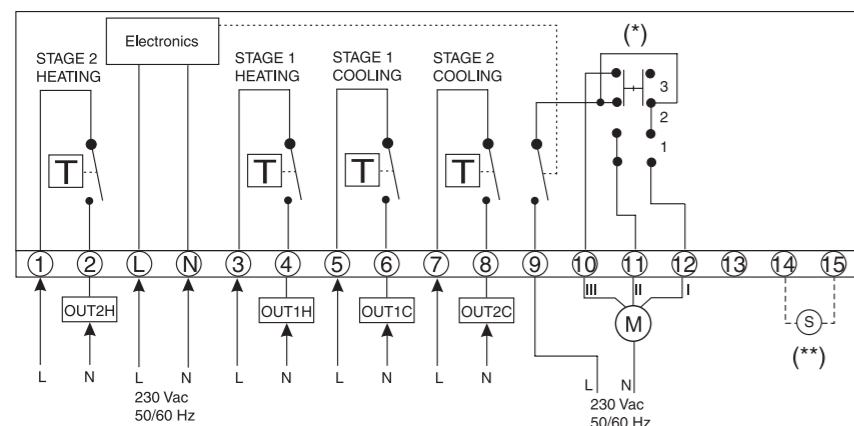 (*)
Electronics
STAGE 2
HEATING
STAGE 1
HEATING
STAGE 1
COOLING
STAGE 2
COOLING
3
2
1
T
T
T
T
1 2 L N 3 4 5 6 7 8 9 10 11 12 13 14 15
III II I
OUT2H
OUT1H
OUT1C
OUT2C
M
S
(**)
L N L N L N L N L N
L N
230 Vac
50/60 Hz
230 Vac
50/60 Hz